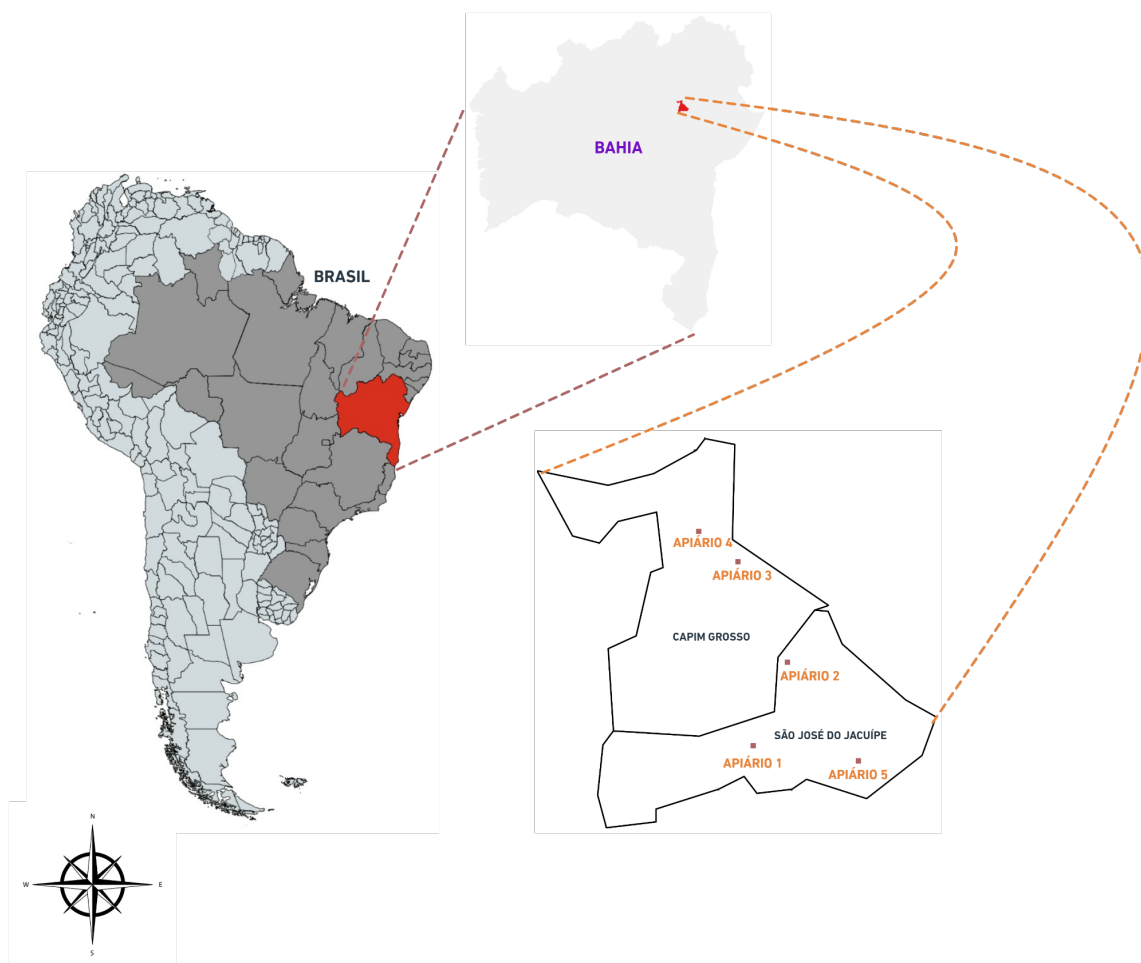 BAHIA
BRASIL
APIÁRIO 4
APIÁRIO 3
CAPIM GROSSO
APIÁRIO 2
SÃO JOSÉ DO JACUÍPE
APIÁRIO 1
APIÁRIO 5
N
W
E
S